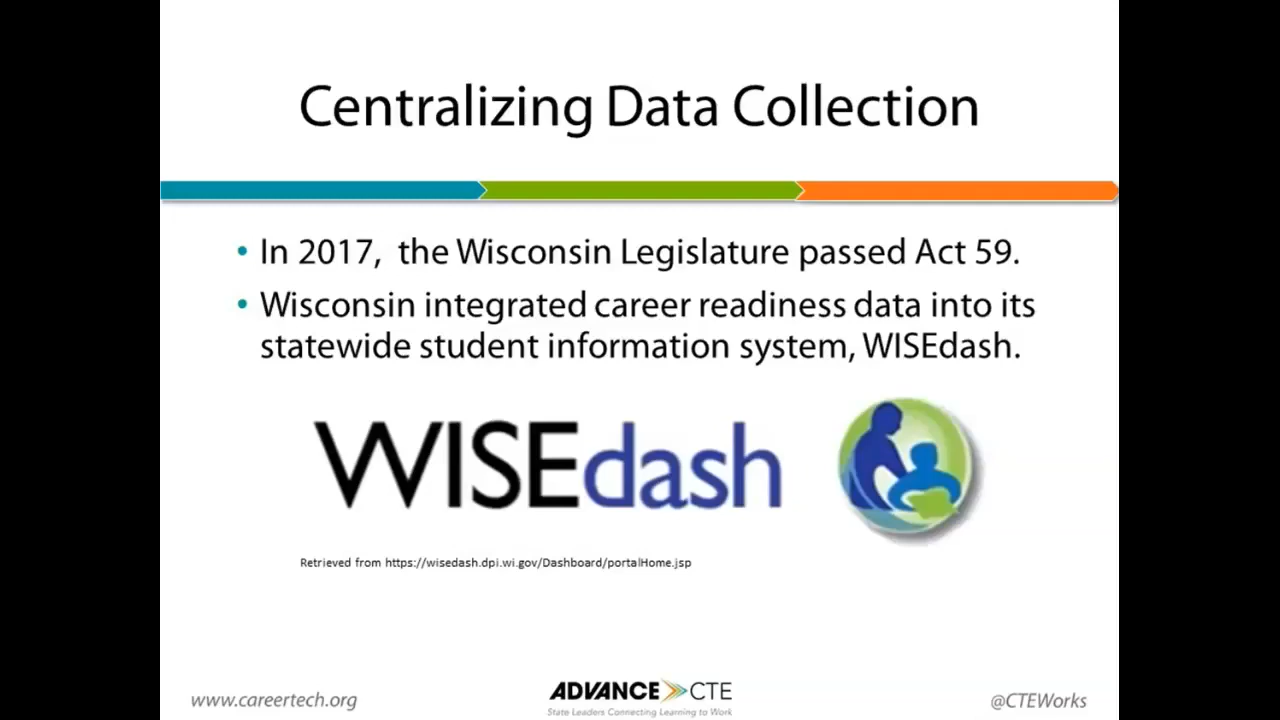 Centralizing Data Collection
• In 2017,  the Wisconsin Legislature passed Act 59.
• Wisconsin integrated career readiness data into its
statewide student information system, WISEdash.
WISEdash
Retrieved from https://wisedash.dpi.wi.gov/Dashboard/portalHome.jsp
www.careertech.org
ADVANCE CTE
State Leaders Connecting Learning to Work
@CTEWorks